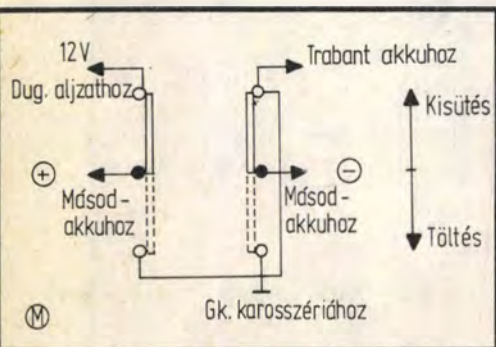 12V
Dug. aljzathoz
Trabant akkuhoz
Kisütés
+
Másod-
akkuhoz
Másod-
akkuhoz
−
Töltés
Gk. karosszériához
M